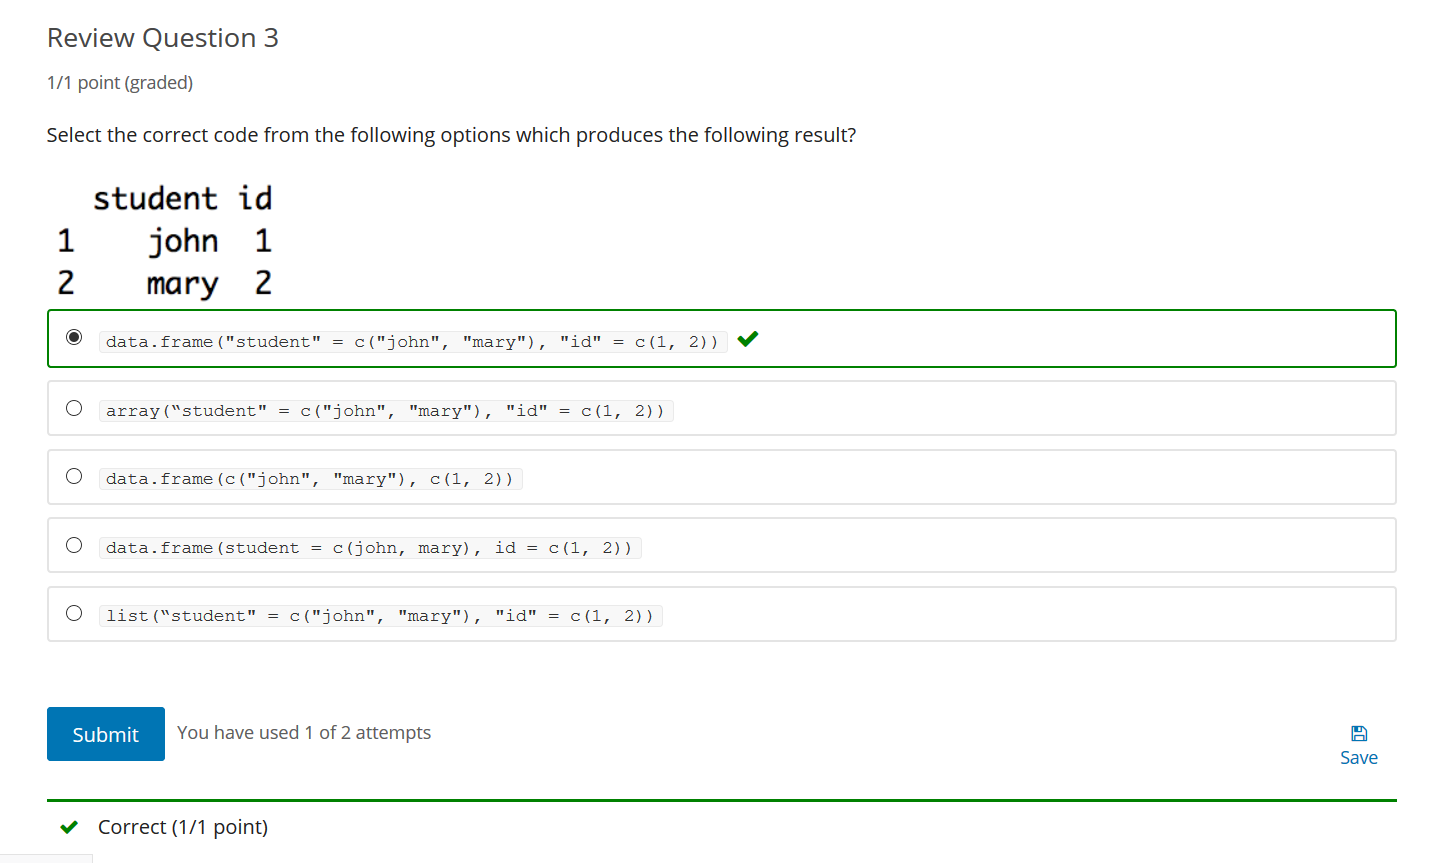 Review Question 3
1/1 point (graded)
Select the correct code from the following options which produces the following result?
student id
1 john 1
2 mary 2
data.frame("student" = c("john", "mary"), "id" = c(1, 2))
array(“student" = c("john", "mary"), "id" = c(1, 2))
data.frame(c("john", "mary"), c(1, 2))
data.frame(student = c(john, mary), id = c(1, 2))
list(“student" = c("john", "mary"), "id" = c(1, 2))
Submit
You have used 1 of 2 attempts
Save
Correct (1/1 point)